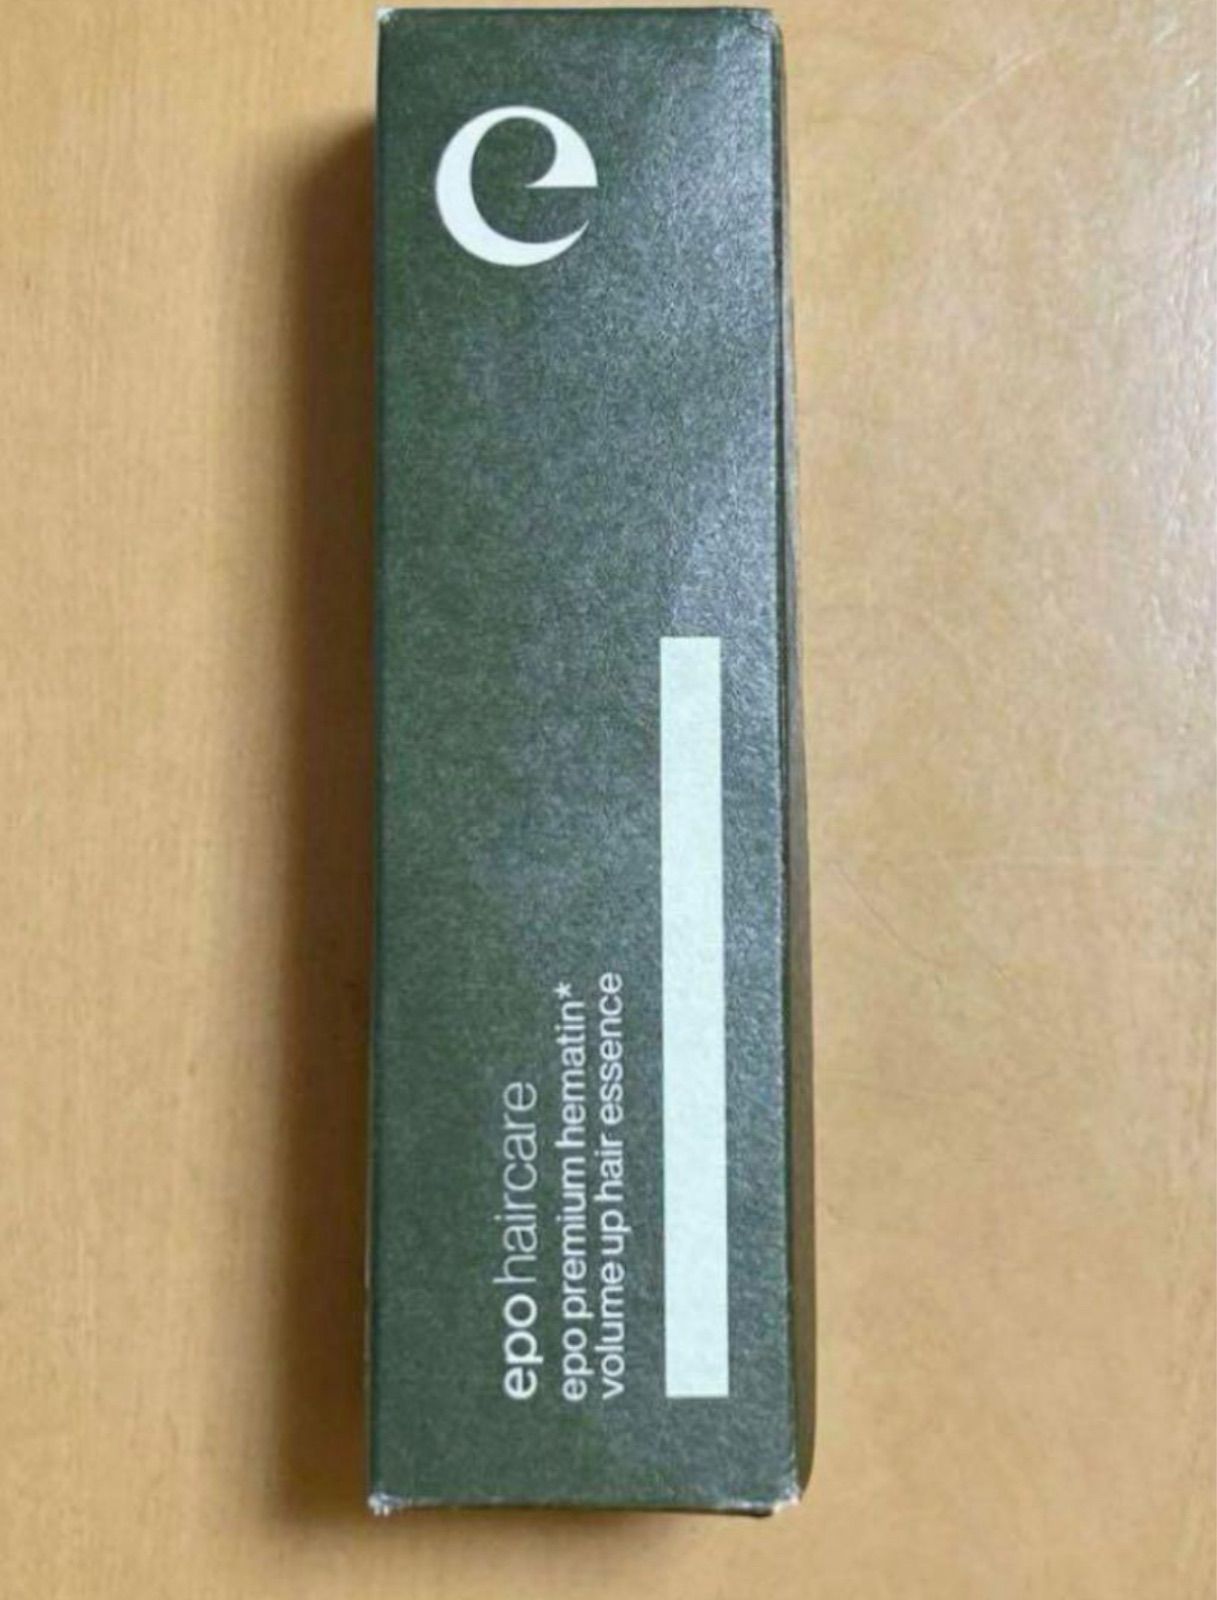 e
epo haircare
epo premium hematin*
volume up hair essence